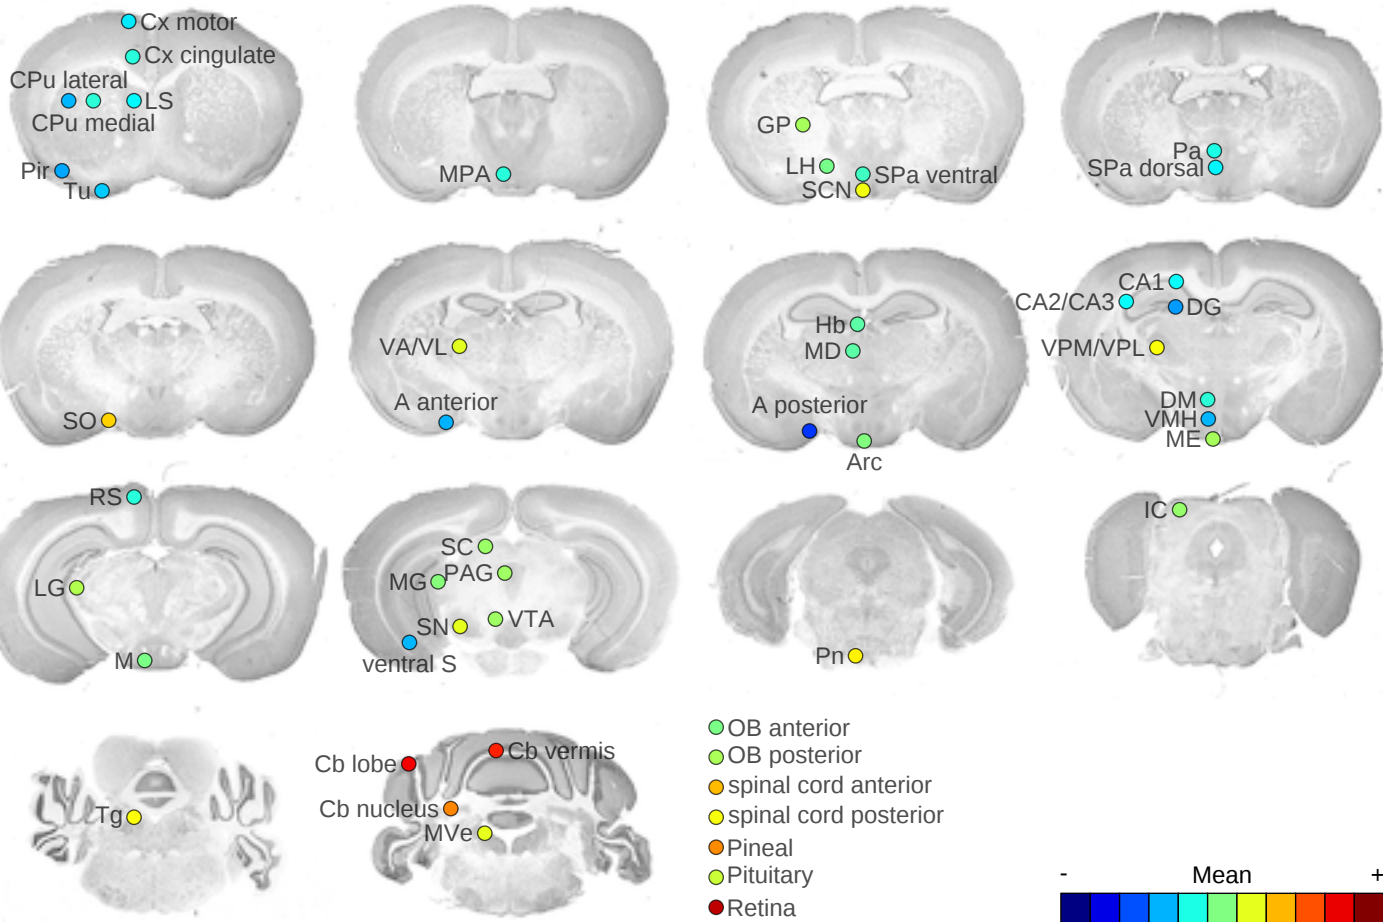 Cx motor
Cx cingulate
CPu lateral
LS
CPu medial
Pir
Tu
MPA
GP
LH
SPa ventral
SCN
Pa
SPa dorsal
SO
VA/VL
A anterior
Hb
MD
A posterior
Arc
CA1
CA2/CA3
DG
VPM/VPL
DM
VMH
ME
RS
LG
M
SC
MG
PAG
SN
VTA
ventral S
Pn
IC
Tg
Cb lobe
Cb vermis
Cb nucleus
MVe
OB anterior
OB posterior
spinal cord anterior
spinal cord posterior
Pineal
Pituitary
Retina
- Mean +